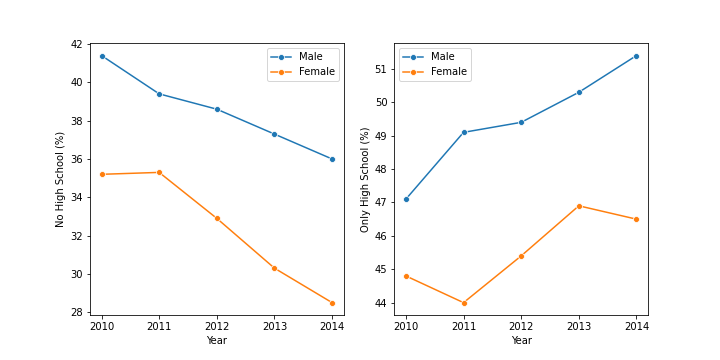 42
40
38
36
34
32
30
28
No High School (%)
Male
Female
2010 2011 2012 2013 2014
Year
51
50
49
48
47
46
45
44
Only High School (%)
Male
Female
2010 2011 2012 2013 2014
Year